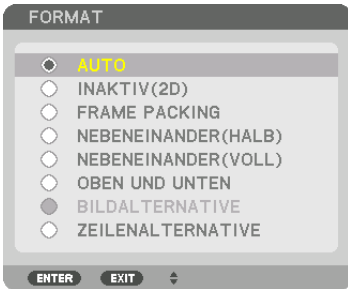 FORMAT
AUTO
INAKTIV(2D)
FRAME PACKING
NEBENEINANDER(HALB)
NEBENEINANDER(VOLL)
OBEN UND UNTEN
BILDALTERNATIVE
ZEILENALTERNATIVE
ENTER EXIT